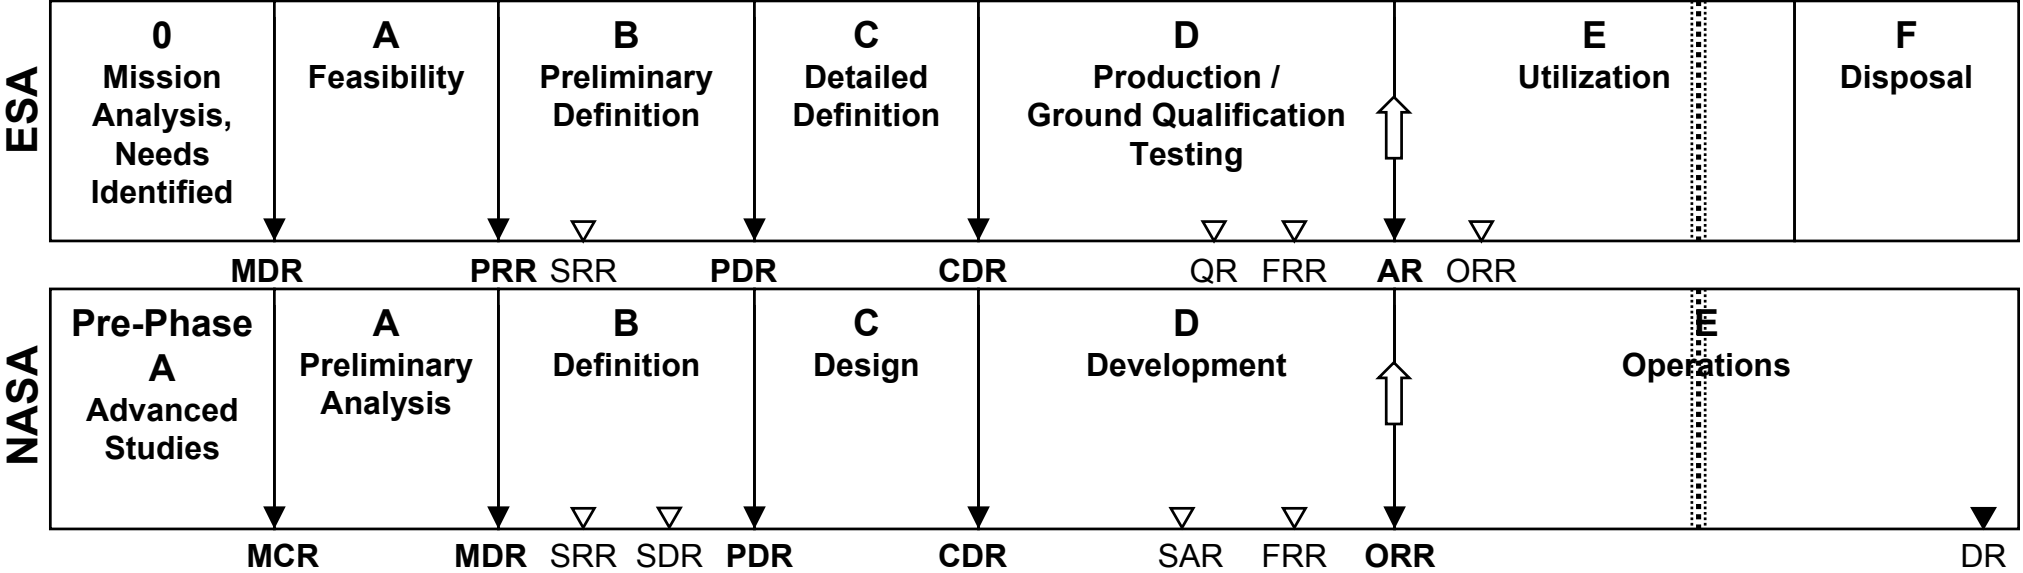 ESA
0
Mission
Analysis,
Needs
Identified
A
Feasibility
B
Preliminary
Definition
C
Detailed
Definition
D
Production /
Ground Qualification
Testing
E
Utilization
F
Disposal
MDR
PRR
SRR
PDR
CDR
QR
FRR
AR
ORR
NASA
Pre-Phase
A
Advanced
Studies
A
Preliminary
Analysis
B
Definition
C
Design
D
Development
E
Operations
MCR
MDR
SRR
SDR
PDR
CDR
SAR
FRR
ORR
DR